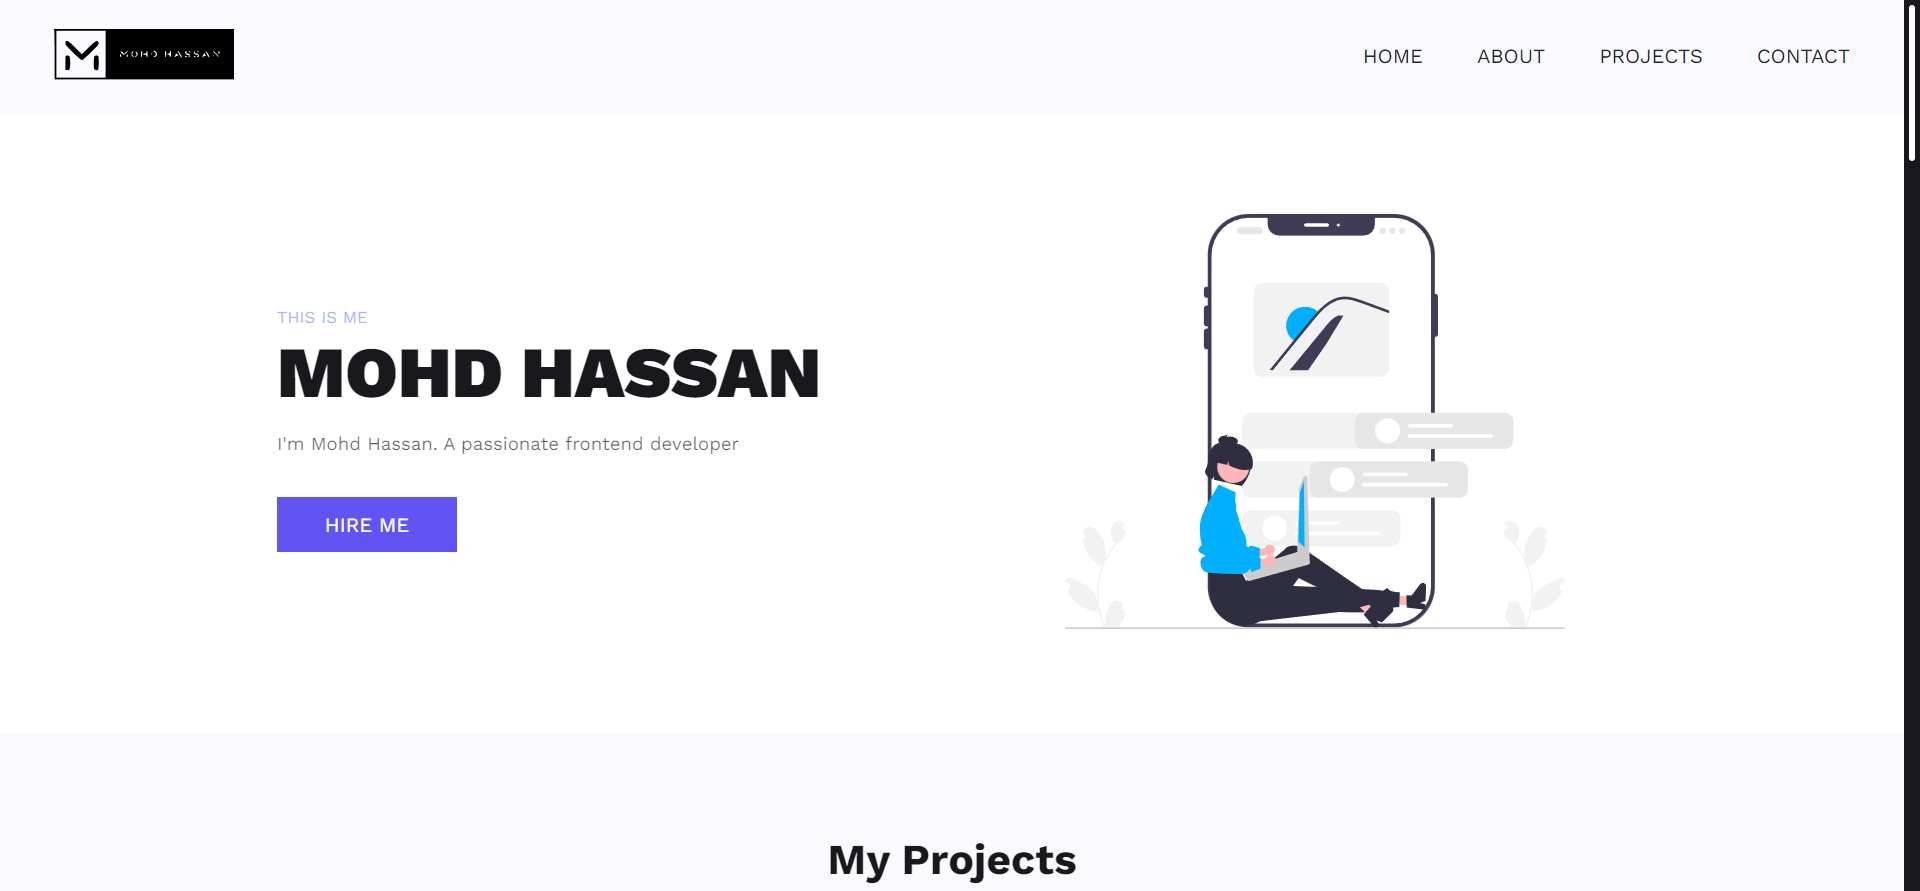 MOHD HASSAN
HOME
ABOUT
PROJECTS
CONTACT
THIS IS ME
MOHD HASSAN
I'm Mohd Hassan. A passionate frontend developer
HIRE ME
My Projects